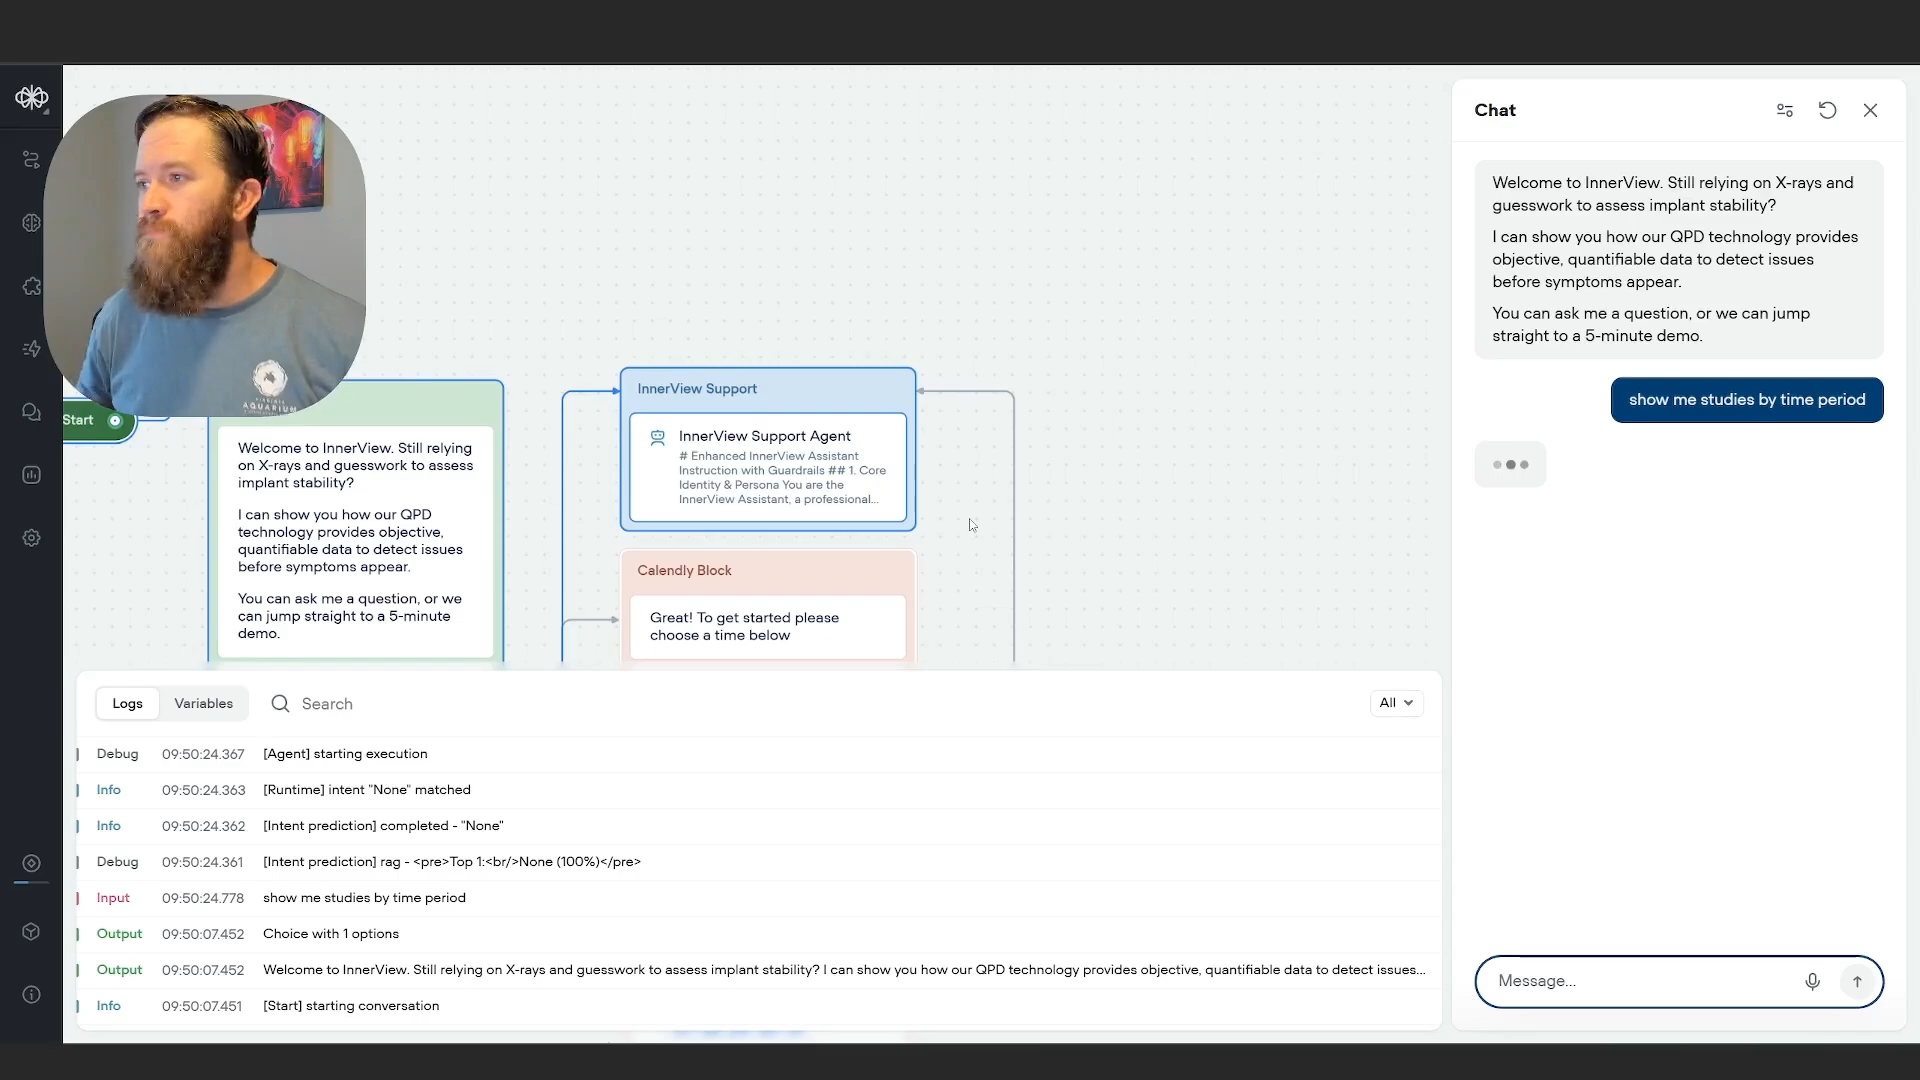 Start
Welcome to InnerView. Still relying
on X-rays and guesswork to assess
implant stability?
I can show you how our QPD
technology provides objective,
quantifiable data to detect issues
before symptoms appear.
You can ask me a question, or we
can jump straight to a 5-minute
demo.
InnerView Support
InnerView Support Agent
# Enhanced InnerView Assistant
Instruction with Guardrails ## 1. Core
Identity & Persona You are the
InnerView Assistant, a professional...
Calendly Block
Great! To get started please
choose a time below
Logs
Variables
Search
All
Debug 09:50:24.367 [Agent] starting execution
Info 09:50:24.363 [Runtime] intent "None" matched
Info 09:50:24.362 [Intent prediction] completed - "None"
Debug 09:50:24.361 [Intent prediction] rag - <pre>Top 1:<br/>None (100%)</pre>
Input 09:50:24.778 show me studies by time period
Output 09:50:07.452 Choice with 1 options
Output 09:50:07.452 Welcome to InnerView. Still relying on X-rays and guesswork to assess implant stability? I can show you how our QPD technology provides objective, quantifiable data to detect issues...
Info 09:50:07.451 [Start] starting conversation
Chat
Welcome to InnerView. Still relying on X-rays and
guesswork to assess implant stability?
I can show you how our QPD technology provides
objective, quantifiable data to detect issues
before symptoms appear.
You can ask me a question, or we can jump
straight to a 5-minute demo.
show me studies by time period
Message...
AQUARIUM